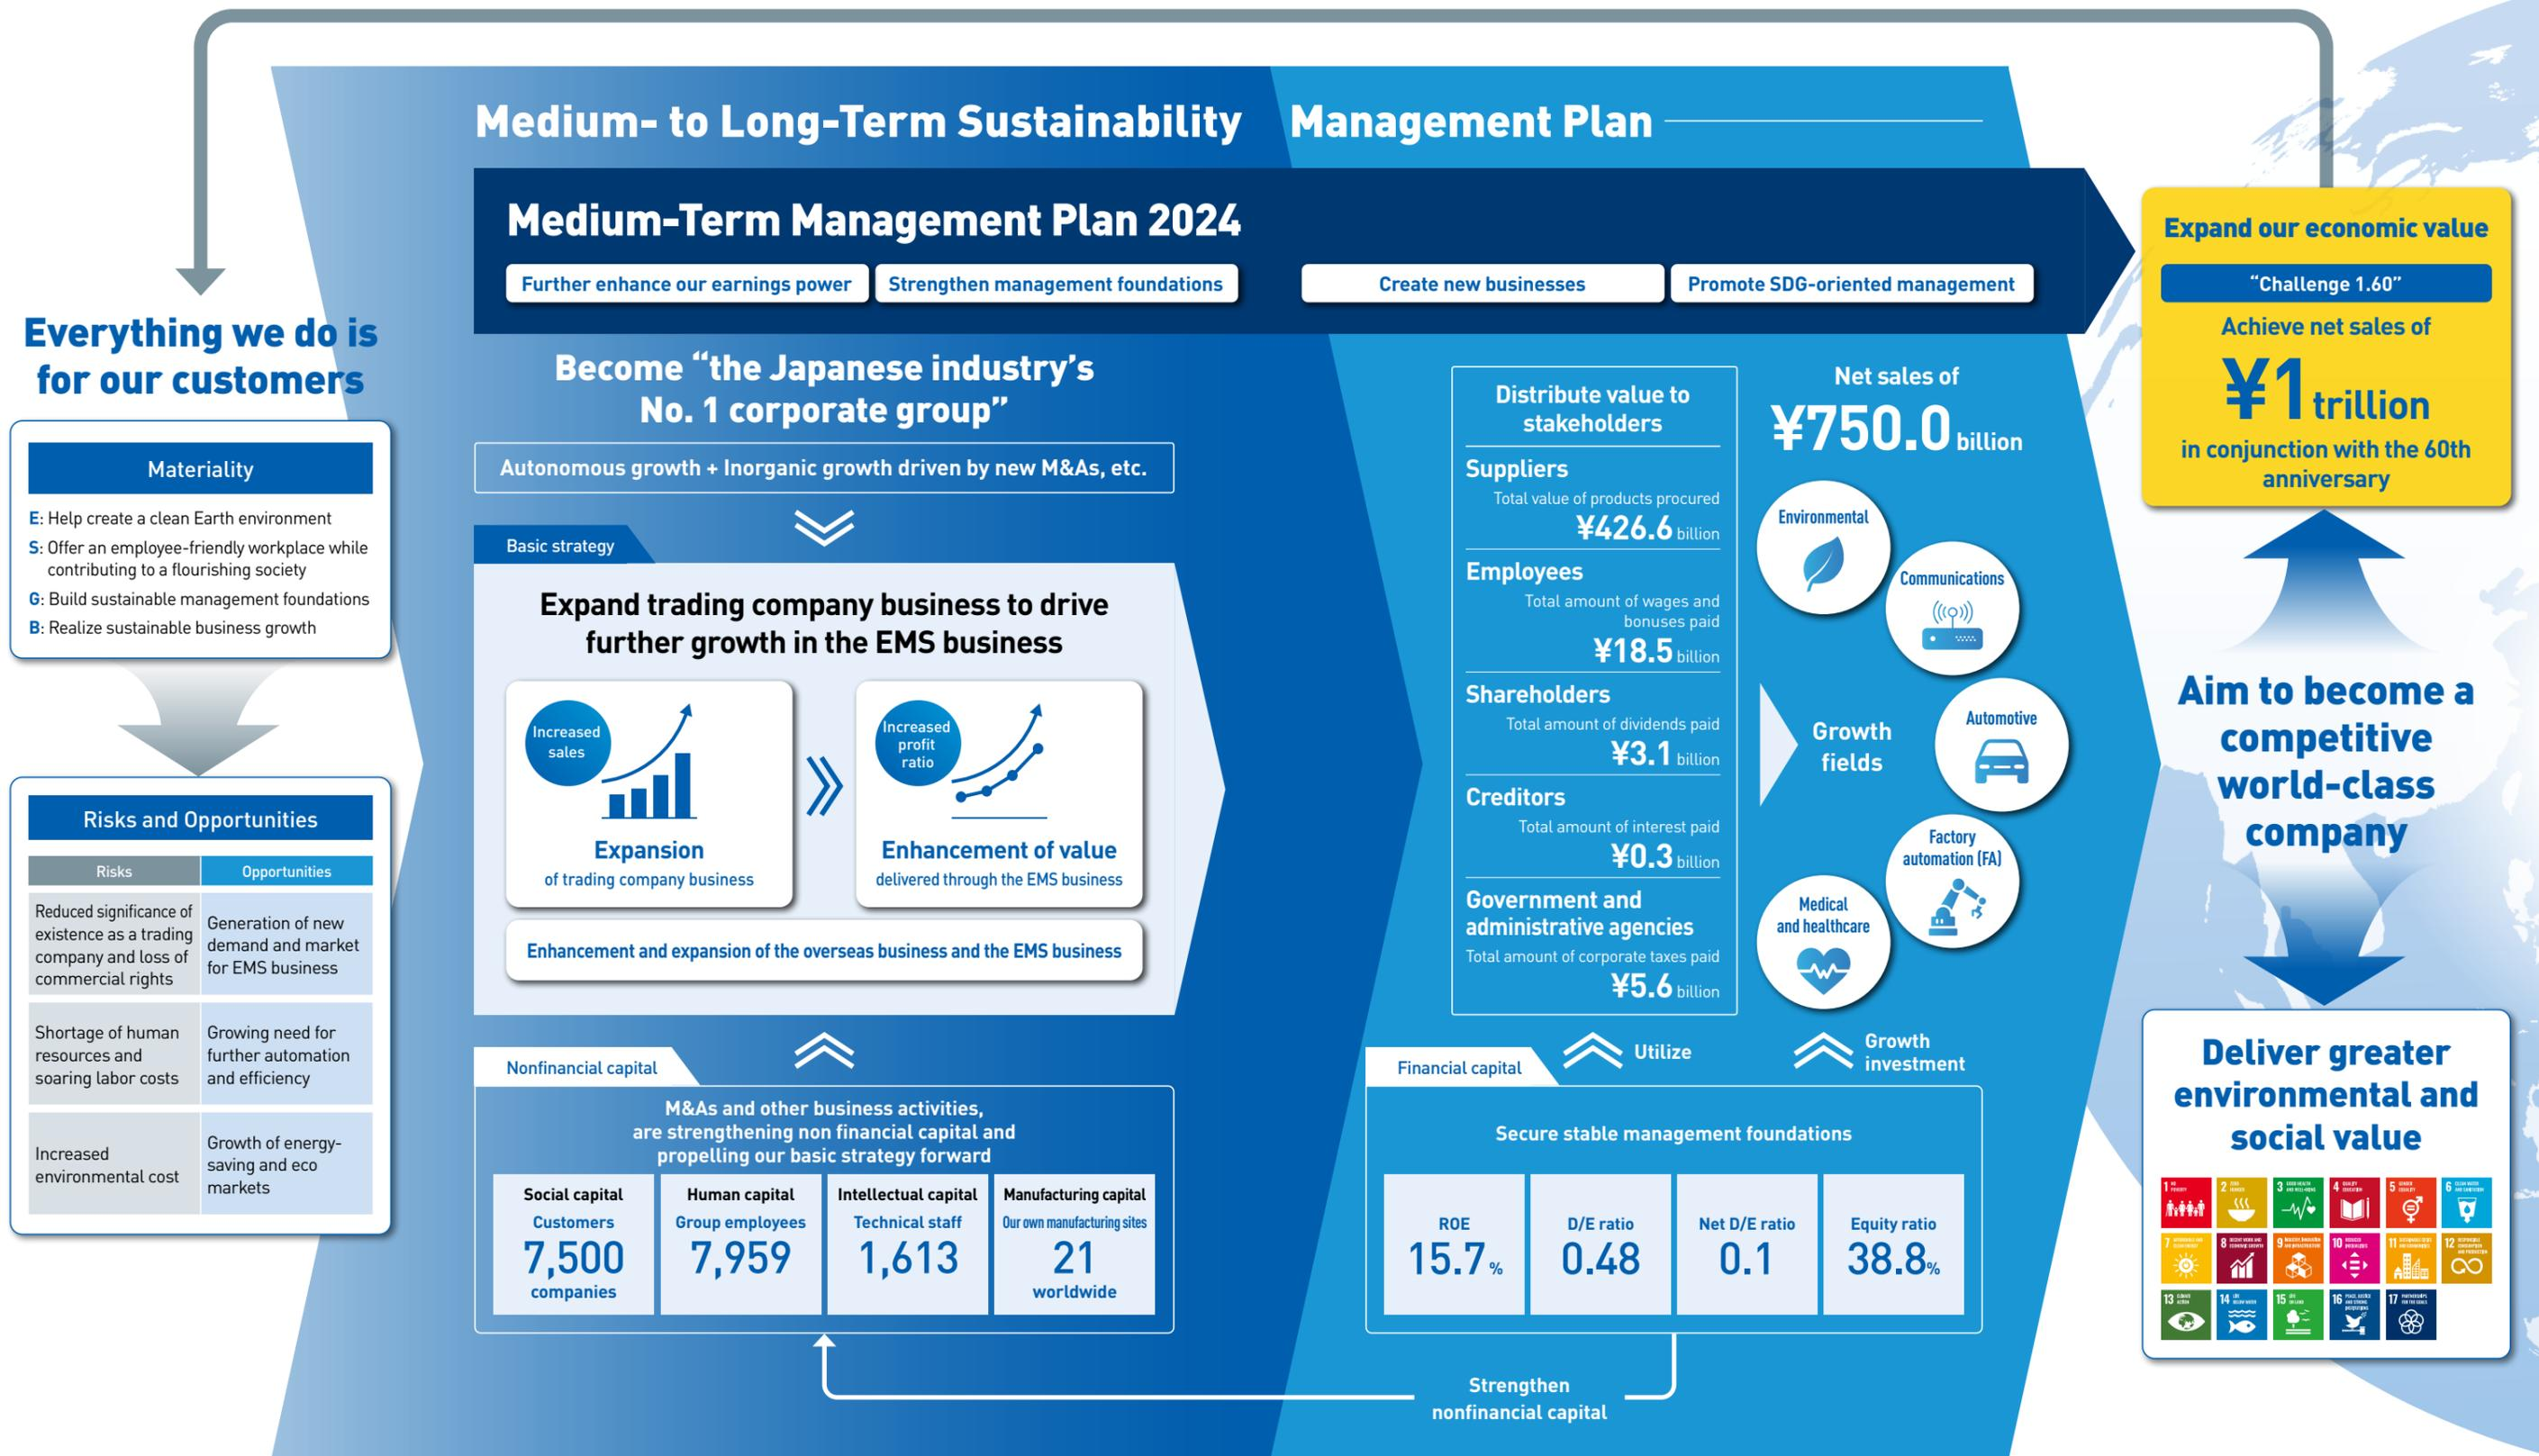 Medium- to Long-Term Sustainability Management Plan
Medium-Term Management Plan 2024
Further enhance our earnings power
Strengthen management foundations
Create new businesses
Promote SDG-oriented management
Everything we do is
for our customers
Materiality
E: Help create a clean Earth environment
S: Offer an employee-friendly workplace while
contributing to a flourishing society
G: Build sustainable management foundations
B: Realize sustainable business growth
Risks and Opportunities
Risks
Opportunities
Reduced significance of
existence as a trading
company and loss of
commercial rights
Generation of new
demand and market
for EMS business
Shortage of human
resources and
soaring labor costs
Growing need for
further automation
and efficiency
Increased
environmental cost
Growth of energy-
saving and eco
markets
Become “the Japanese industry’s
No. 1 corporate group”
Autonomous growth + Inorganic growth driven by new M&As, etc.
Basic strategy
Expand trading company business to drive
further growth in the EMS business
Increased
sales
Expansion
of trading company business
Increased
profit
ratio
Enhancement of value
delivered through the EMS business
Enhancement and expansion of the overseas business and the EMS business
Nonfinancial capital
M&As and other business activities,
are strengthening non financial capital and
propelling our basic strategy forward
Social capital
Customers
7,500
companies
Human capital
Group employees
7,959
Intellectual capital
Technical staff
1,613
Manufacturing capital
Our own manufacturing sites
21
worldwide
Distribute value to
stakeholders
Suppliers
Total value of products procured
¥426.6 billion
Employees
Total amount of wages and
bonuses paid
¥18.5 billion
Shareholders
Total amount of dividends paid
¥3.1 billion
Creditors
Total amount of interest paid
¥0.3 billion
Government and
administrative agencies
Total amount of corporate taxes paid
¥5.6 billion
Net sales of
¥750.0 billion
Growth
fields
Environmental
Communications
Automotive
Factory
automation (FA)
Medical
and healthcare
Financial capital
Utilize
Growth
investment
Secure stable management foundations
ROE
15.7%
D/E ratio
0.48
Net D/E ratio
0.1
Equity ratio
38.8%
Strengthen
nonfinancial capital
Expand our economic value
“Challenge 1.60”
Achieve net sales of
¥1 trillion
in conjunction with the 60th
anniversary
Aim to become a
competitive
world-class
company
Deliver greater
environmental and
social value
1
2
3
4
5
6
7
8
9
10
11
12
13
14
15
16
17